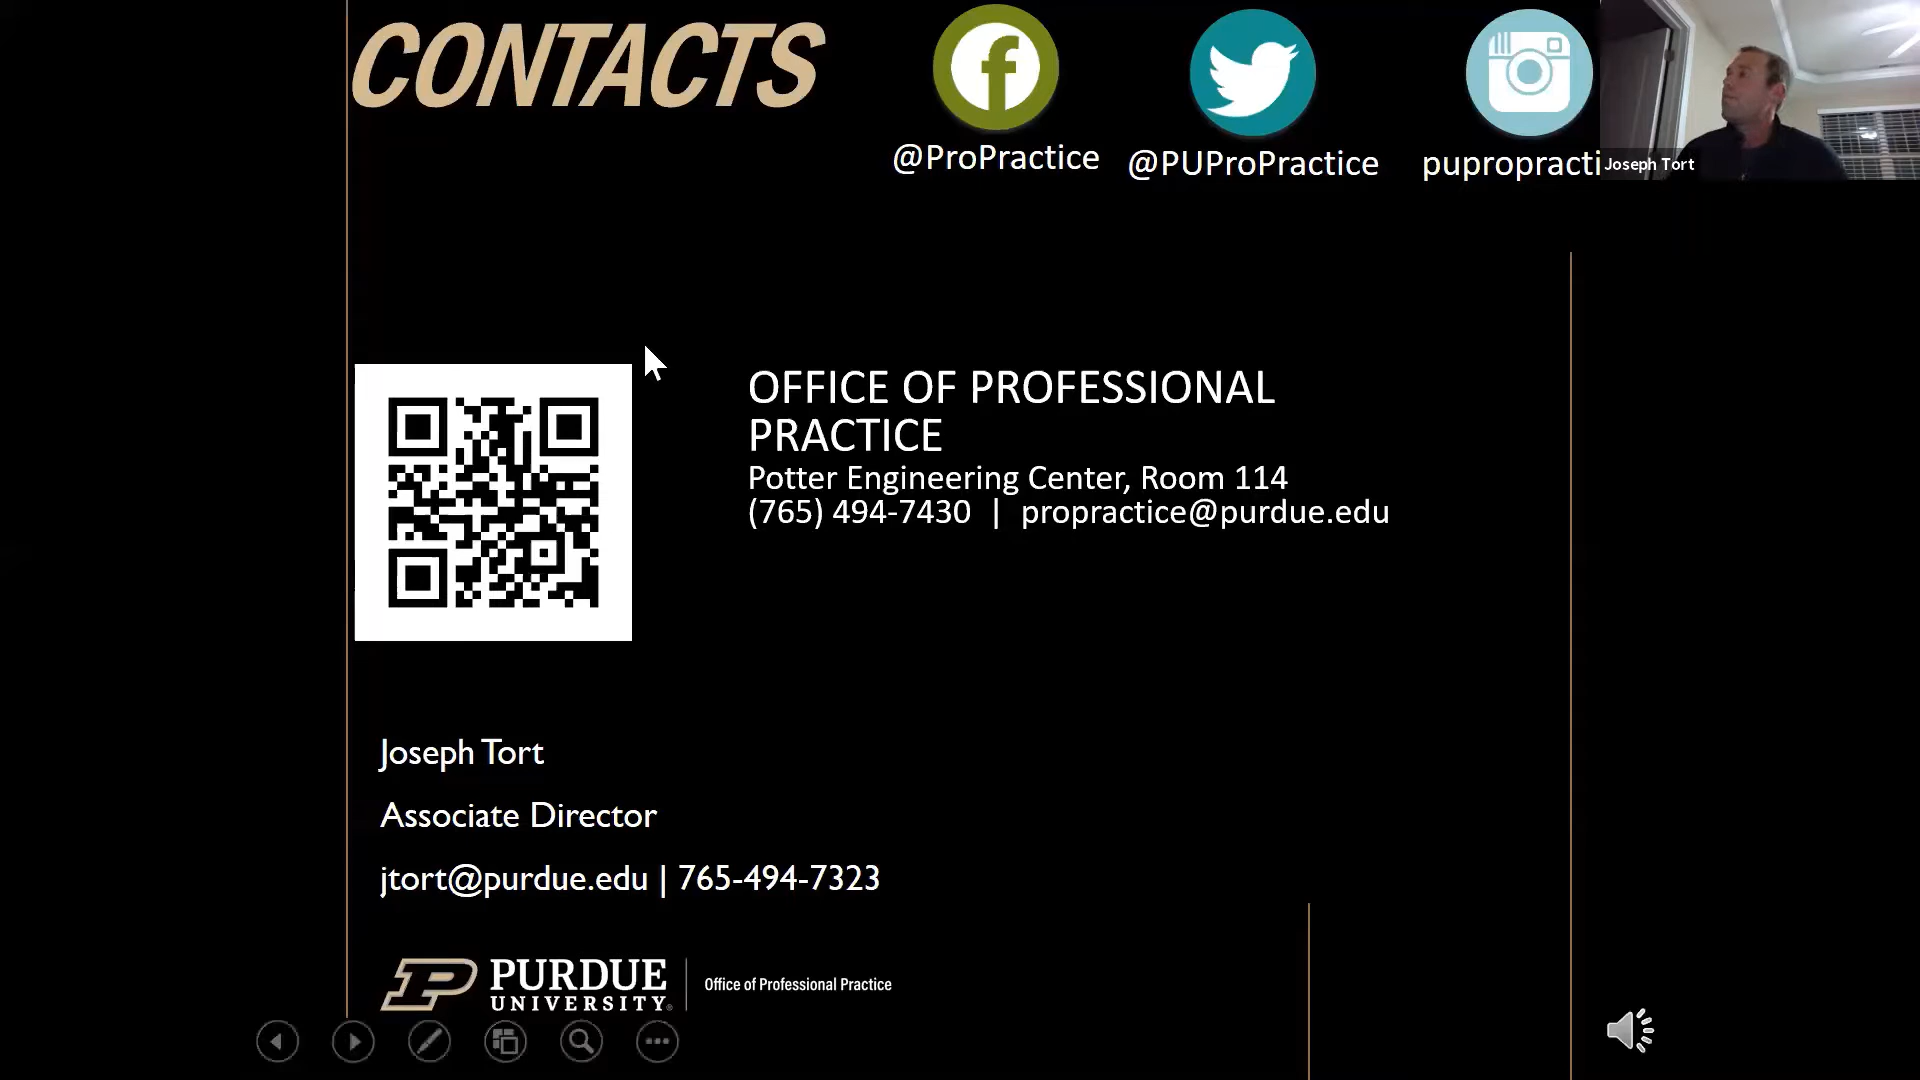 CONTACTS
@ProPractice
@PUProPractice
pupropracti
Joseph Tort
OFFICE OF PROFESSIONAL
PRACTICE
Potter Engineering Center, Room 114
(765) 494-7430 | propractice@purdue.edu
Joseph Tort
Associate Director
jtort@purdue.edu | 765-494-7323
PURDUE
UNIVERSITY®
Office of Professional Practice